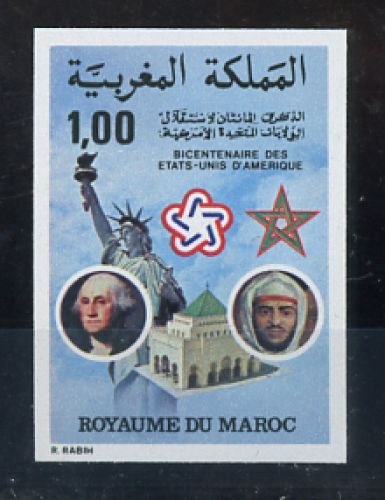 المملكة المغربية
1,00
الذكرى المائتان لاستقلال
الولايات المتحدة الأمريكية
BICENTENAIRE DES
ETATS-UNIS D'AMERIQUE
ROYAUME DU MAROC
R. RABIH